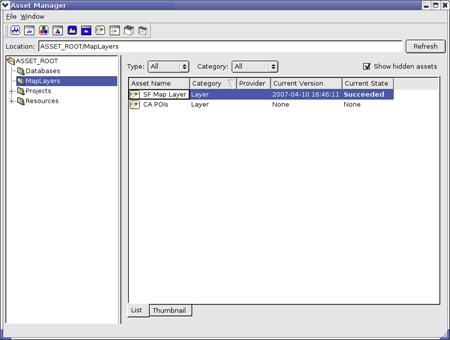 Asset Manager
File Window
Location: ASSET_ROOT/MapLayers Refresh
ASSET_ROOT
Databases
MapLayers
Projects
Resources
Type: All Category: All Show hidden assets
Asset Name Category Provider Current Version Current State
SF Map Layer Layer 2007-04-10 16:46:11 Succeeded
CA POIs Layer None None
List Thumbnail